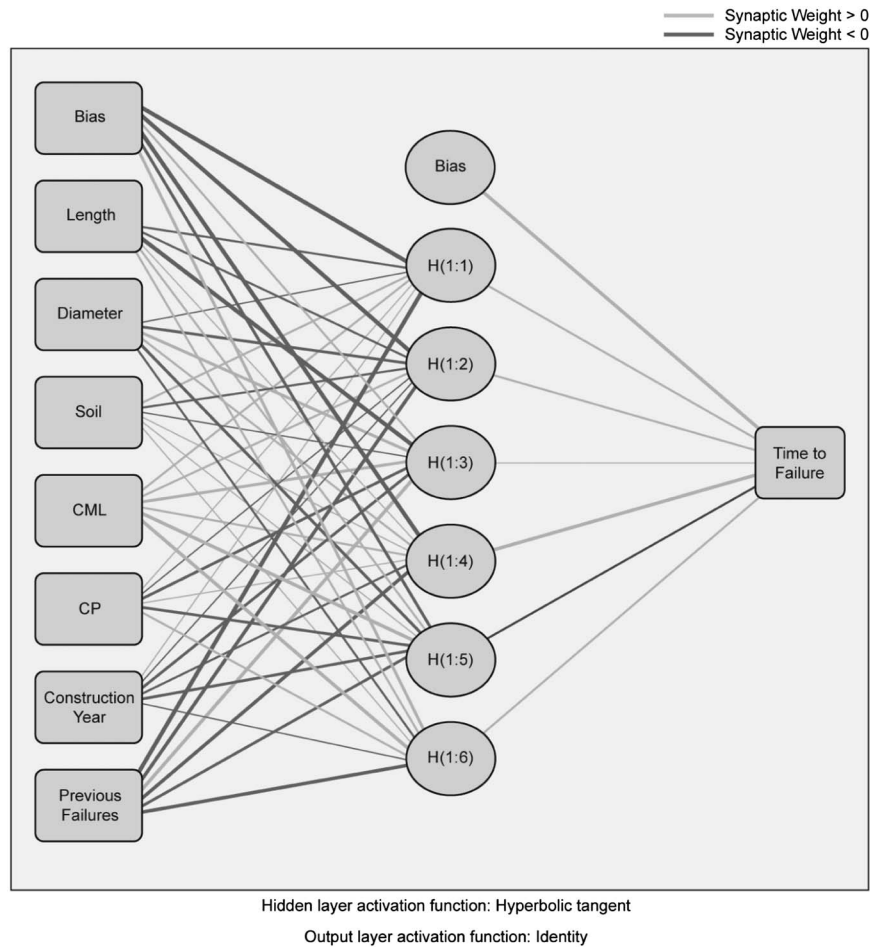 Synaptic Weight > 0
Synaptic Weight < 0
Bias
Length
Diameter
Soil
CML
CP
Construction
Year
Previous
Failures
Bias
H(1:1)
H(1:2)
H(1:3)
H(1:4)
H(1:5)
H(1:6)
Time to
Failure
Hidden layer activation function: Hyperbolic tangent
Output layer activation function: Identity